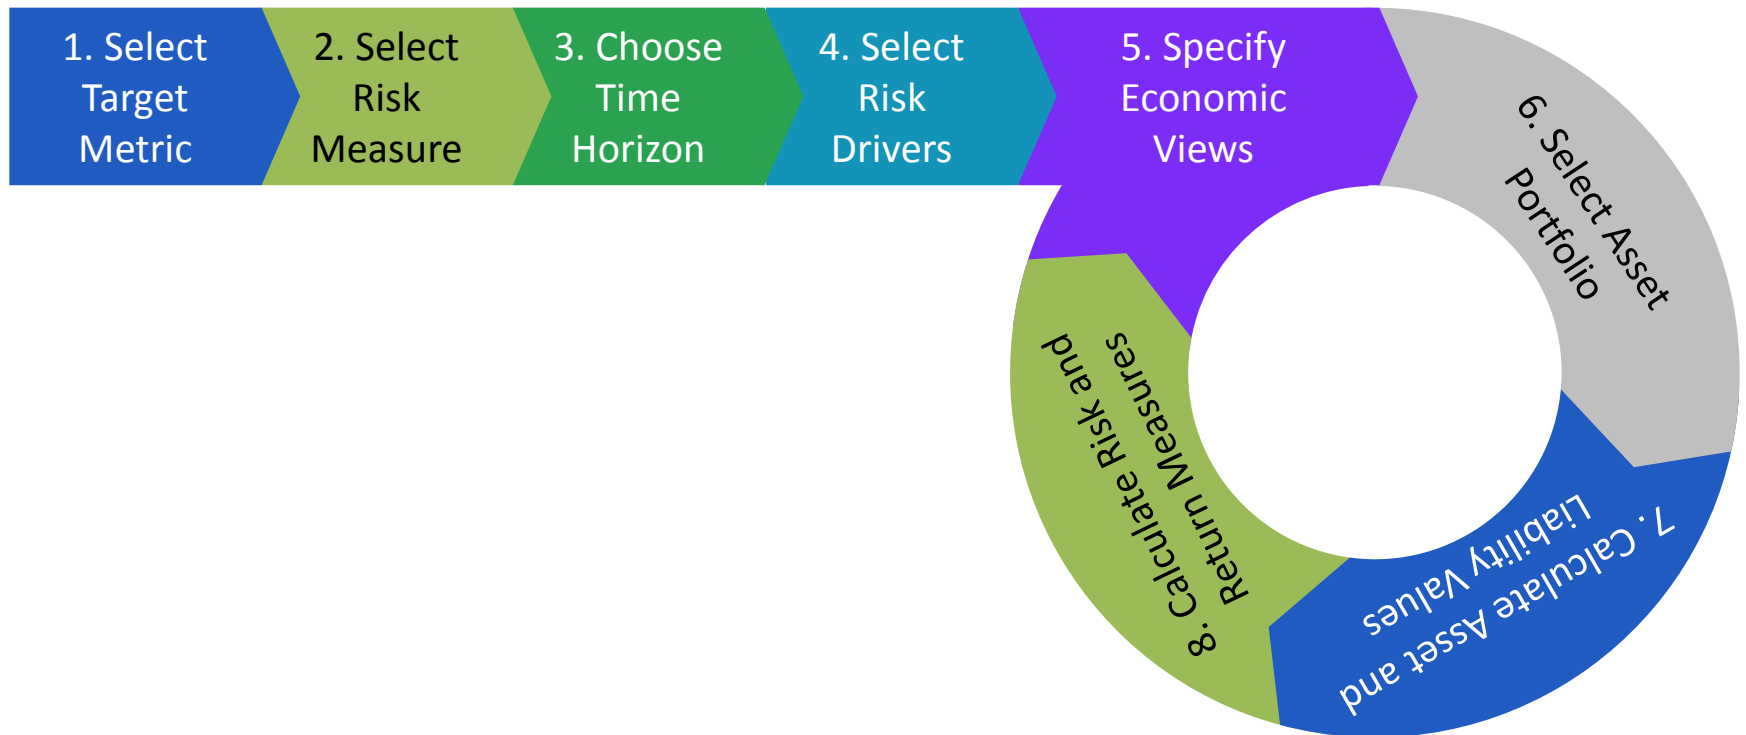 1. Select
Target
Metric
2. Select
Risk
Measure
3. Choose
Time
Horizon
4. Select
Risk
Drivers
5. Specify
Economic
Views
6. Select Asset
Portfolio
7. Calculate Asset and
Liability Values
8. Calculate Risk and
Return Measures